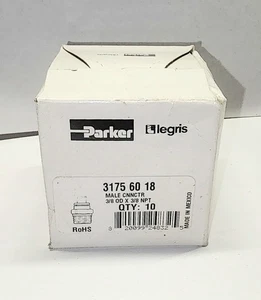 Parker legris
3175 60 18
MALE CNNCTR
3/8 OD X 3/8 NPT
QTY: 10
RoHS
MADE IN MEXICO